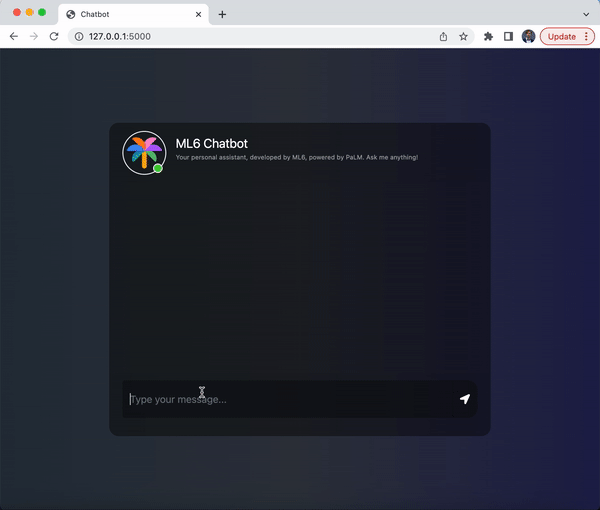 Chatbot
127.0.0.1:5000
Update
ML6 Chatbot
Your personal assistant, developed by ML6, powered by PaLM. Ask me anything!
Type your message...